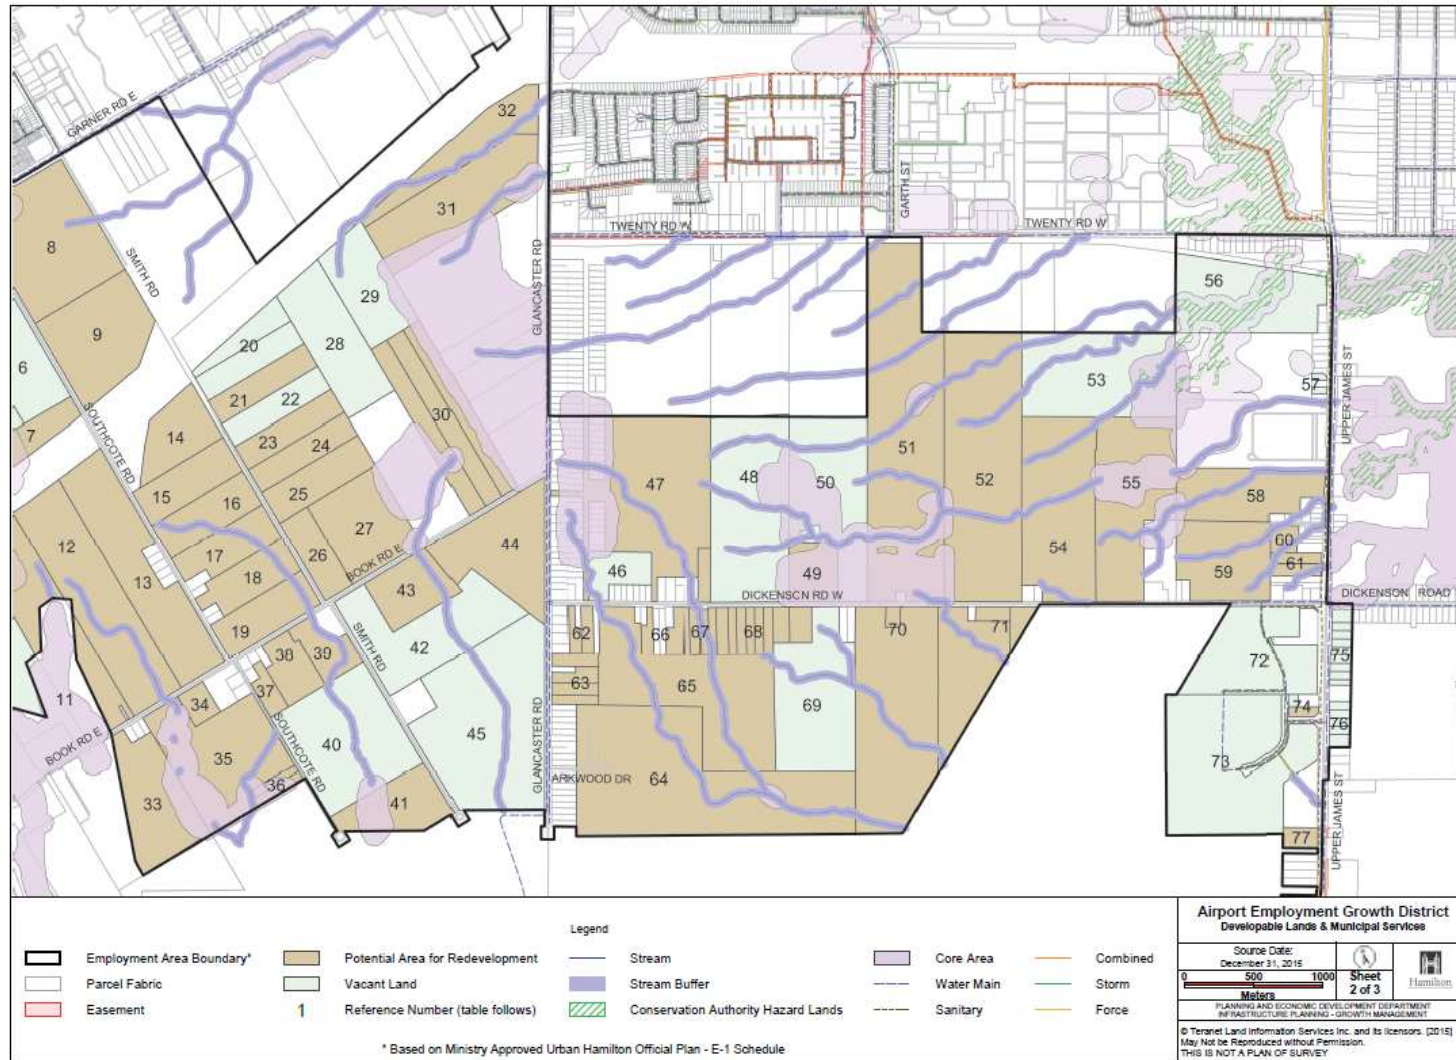 GARNER RD E
32
31
8
SMITH RD
GARTH ST
TWENTY RD W
TWENTY RD W
29
56
9
GLANCASTER RD
20
28
6
53
57
UPPER JAMES ST
21
22
30
SOUTHCOTE RD
7
14
23
24
51
15
16
25
47
48
50
52
55
58
12
13
17
26
27
44
54
60
BOOK RD E
18
43
46
49
59
61
DICKENSON RD W
DICKENSON ROAD
19
62
66
67
68
70
71
38
39
SMITH RD
42
72
75
11
34
37
63
65
69
74
76
BOOK RD E
SOUTHCOTE RD
40
45
GLANCASTER RD
73
35
36
ARKWOOD DR
64
33
41
UPPER JAMES ST
77
Legend
Employment Area Boundary*
Potential Area for Redevelopment
Stream
Core Area
Combined
Parcel Fabric
Vacant Land
Stream Buffer
Water Main
Storm
Easement
1 Reference Number (table follows)
Conservation Authority Hazard Lands
Sanitary
Force
* Based on Ministry Approved Urban Hamilton Official Plan - E-1 Schedule
Airport Employment Growth District
Developable Lands & Municipal Services
Source Date:
December 31, 2015
0 500 1000
Meters
Sheet
2 of 3
Hamilton
PLANNING AND ECONOMIC DEVELOPMENT DEPARTMENT
INFRASTRUCTURE PLANNING - GROWTH MANAGEMENT
© Teranet Land Information Services Inc. and its licensors. [2015]
May Not be Reproduced without Permission.
THIS IS NOT A PLAN OF SURVEY